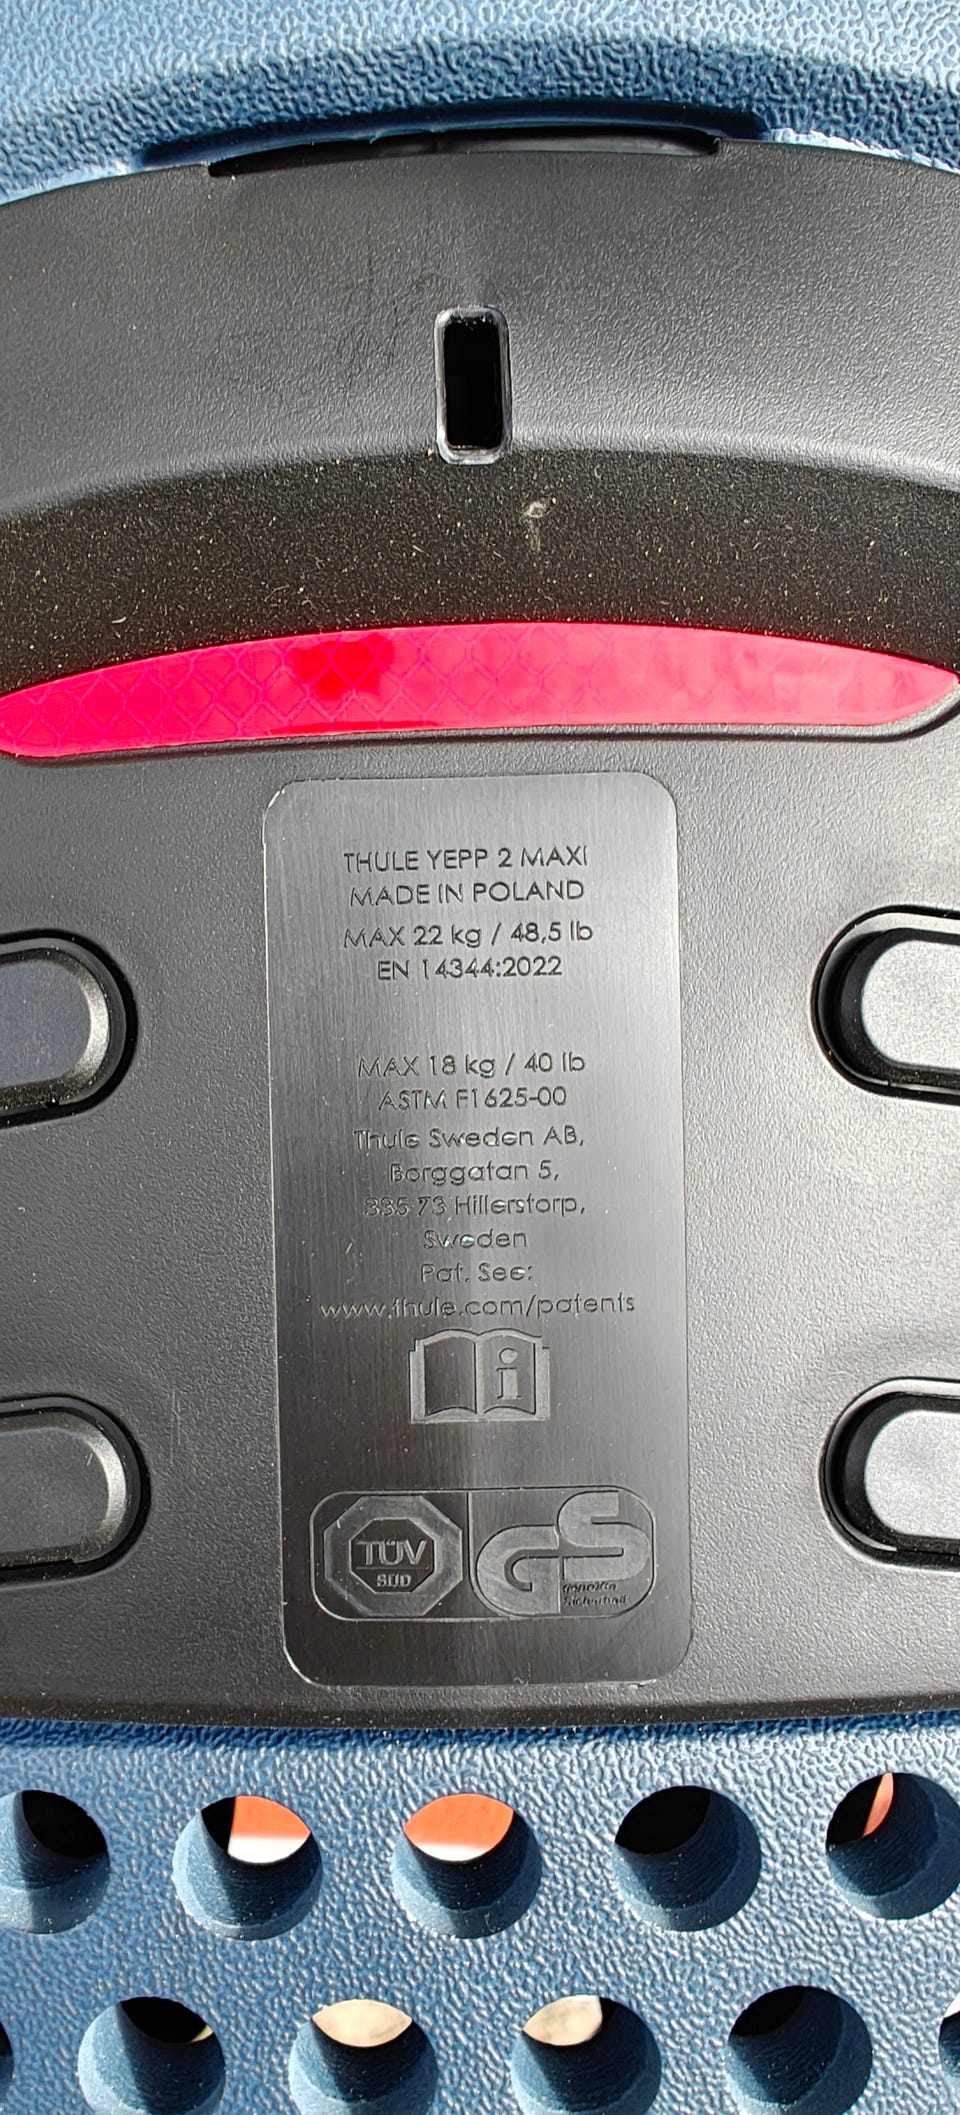 THULE YEPP 2 MAXI
MADE IN POLAND
MAX 22 kg / 48,5 lb
EN 14344:2022
MAX 18 kg / 40 lb
ASTM F1625-00
Thule Sweden AB,
Borggatan 5,
335 73 Hillerstorp,
Sweden
Pat. See:
www.thule.com/patents
i
TÜV
SÜD
GS
geprüfte
Sicherheit